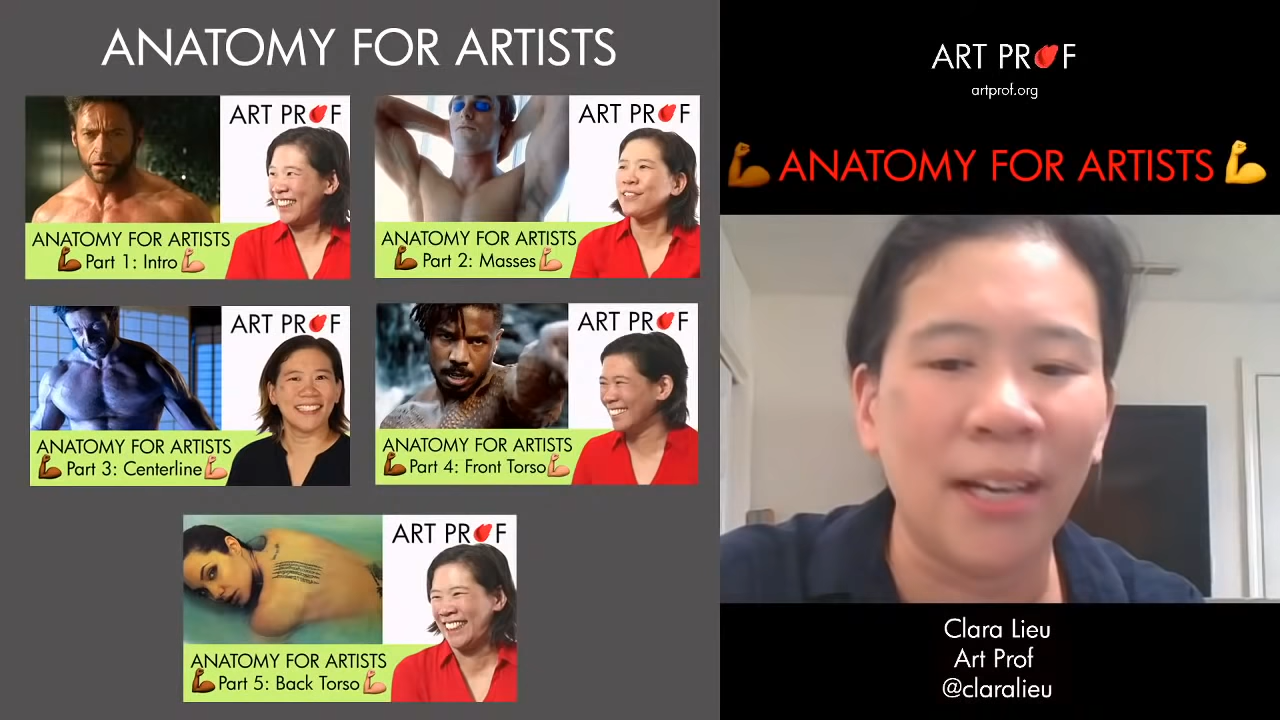 ANATOMY FOR ARTISTS
ART PROF
ANATOMY FOR ARTISTS
Part 1: Intro
ART PROF
ANATOMY FOR ARTISTS
Part 2: Masses
ART PROF
ANATOMY FOR ARTISTS
Part 3: Centerline
ART PROF
ANATOMY FOR ARTISTS
Part 4: Front Torso
ART PROF
ANATOMY FOR ARTISTS
Part 5: Back Torso
ART PROF
artprof.org
ANATOMY FOR ARTISTS
Clara Lieu
Art Prof
@claralieu